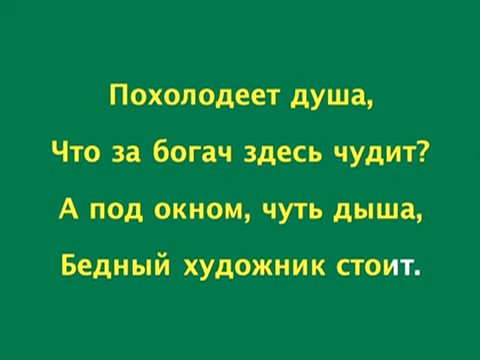 Похолодеет душа,
Что за богач здесь чудит?
А под окном, чуть дыша,
Бедный художник стоит.